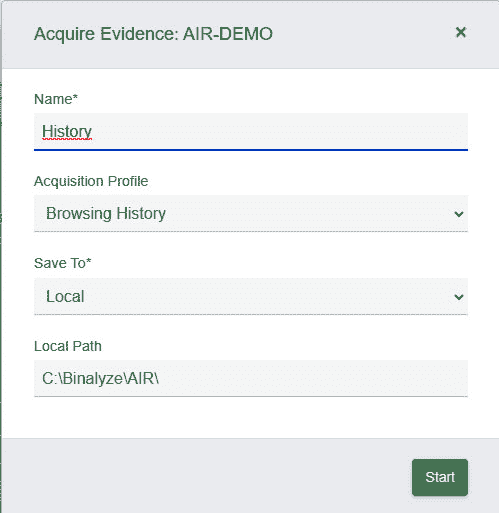 Acquire Evidence: AIR-DEMO ×
Name*
History
Acquisition Profile
Browsing History
Save To*
Local
Local Path
C:\Binalyze\AIR\
Start